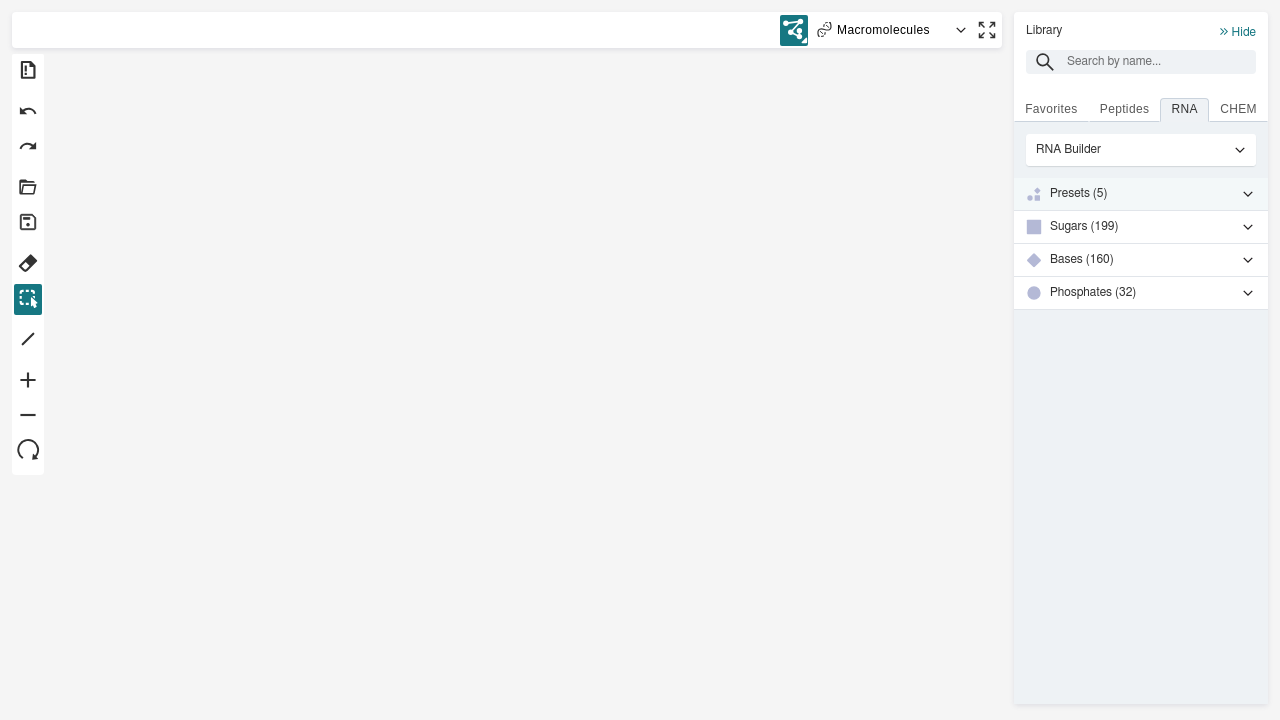 Macromolecules
Library
Hide
Search by name...
Favorites
Peptides
RNA
CHEM
RNA Builder
Presets (5)
Sugars (199)
Bases (160)
Phosphates (32)